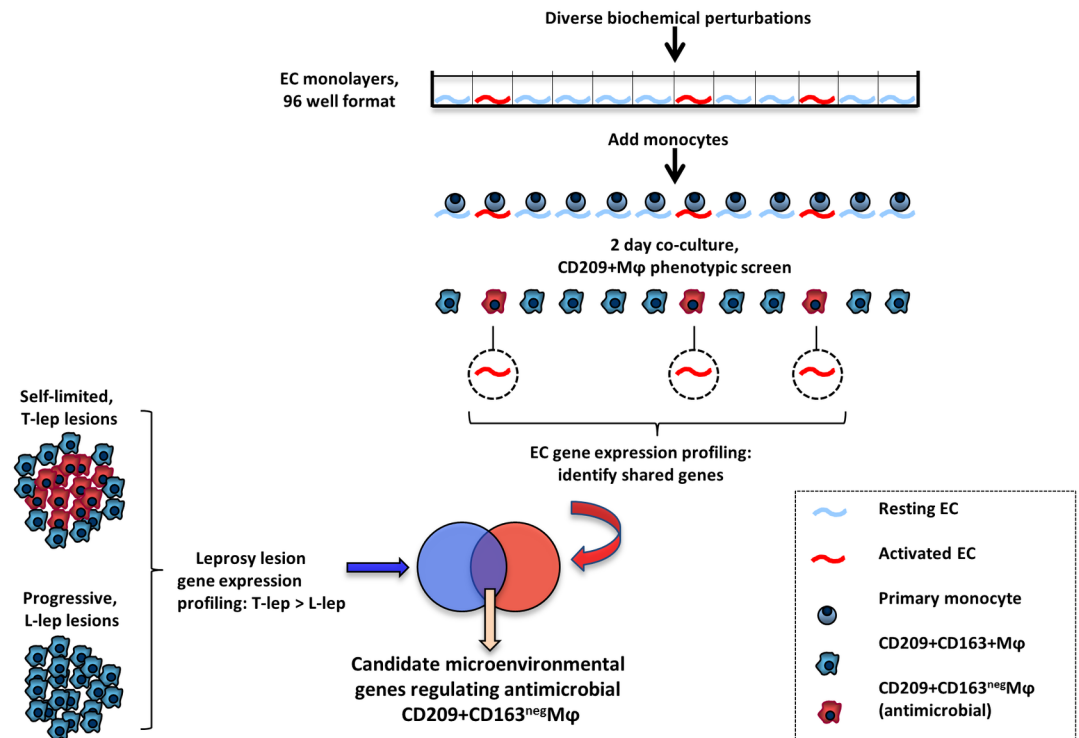 Diverse biochemical perturbations
EC monolayers,
96 well format
Add monocytes
2 day co-culture,
CD209+Mφ phenotypic screen
EC gene expression profiling:
identify shared genes
Self-limited,
T-lep lesions
Leprosy lesion
gene expression
profiling: T-lep > L-lep
Progressive,
L-lep lesions
Candidate microenvironmental
genes regulating antimicrobial
CD209+CD163negMφ
Resting EC
Activated EC
Primary monocyte
CD209+CD163+Mφ
CD209+CD163negMφ
(antimicrobial)